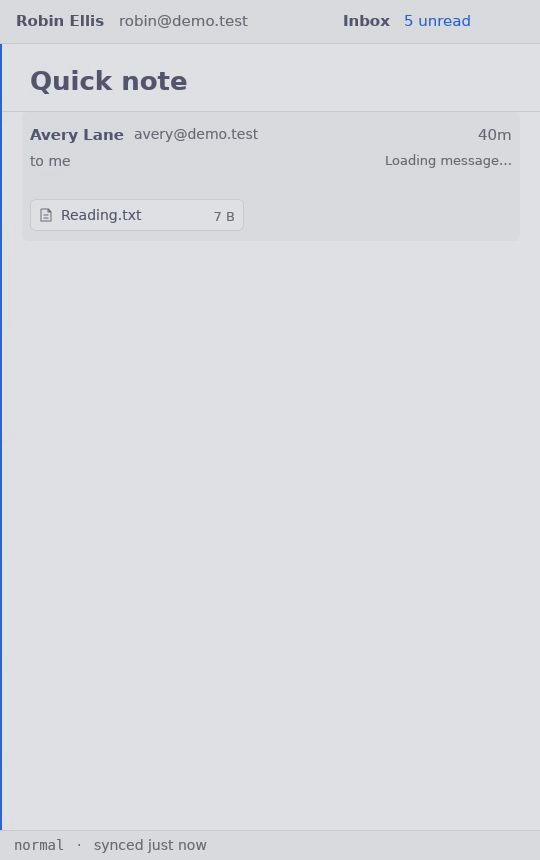 Robin Ellis robin@demo.test Inbox 5 unread
Quick note
Avery Lane avery@demo.test 40m
to me Loading message...
Reading.txt 7 B
normal · synced just now